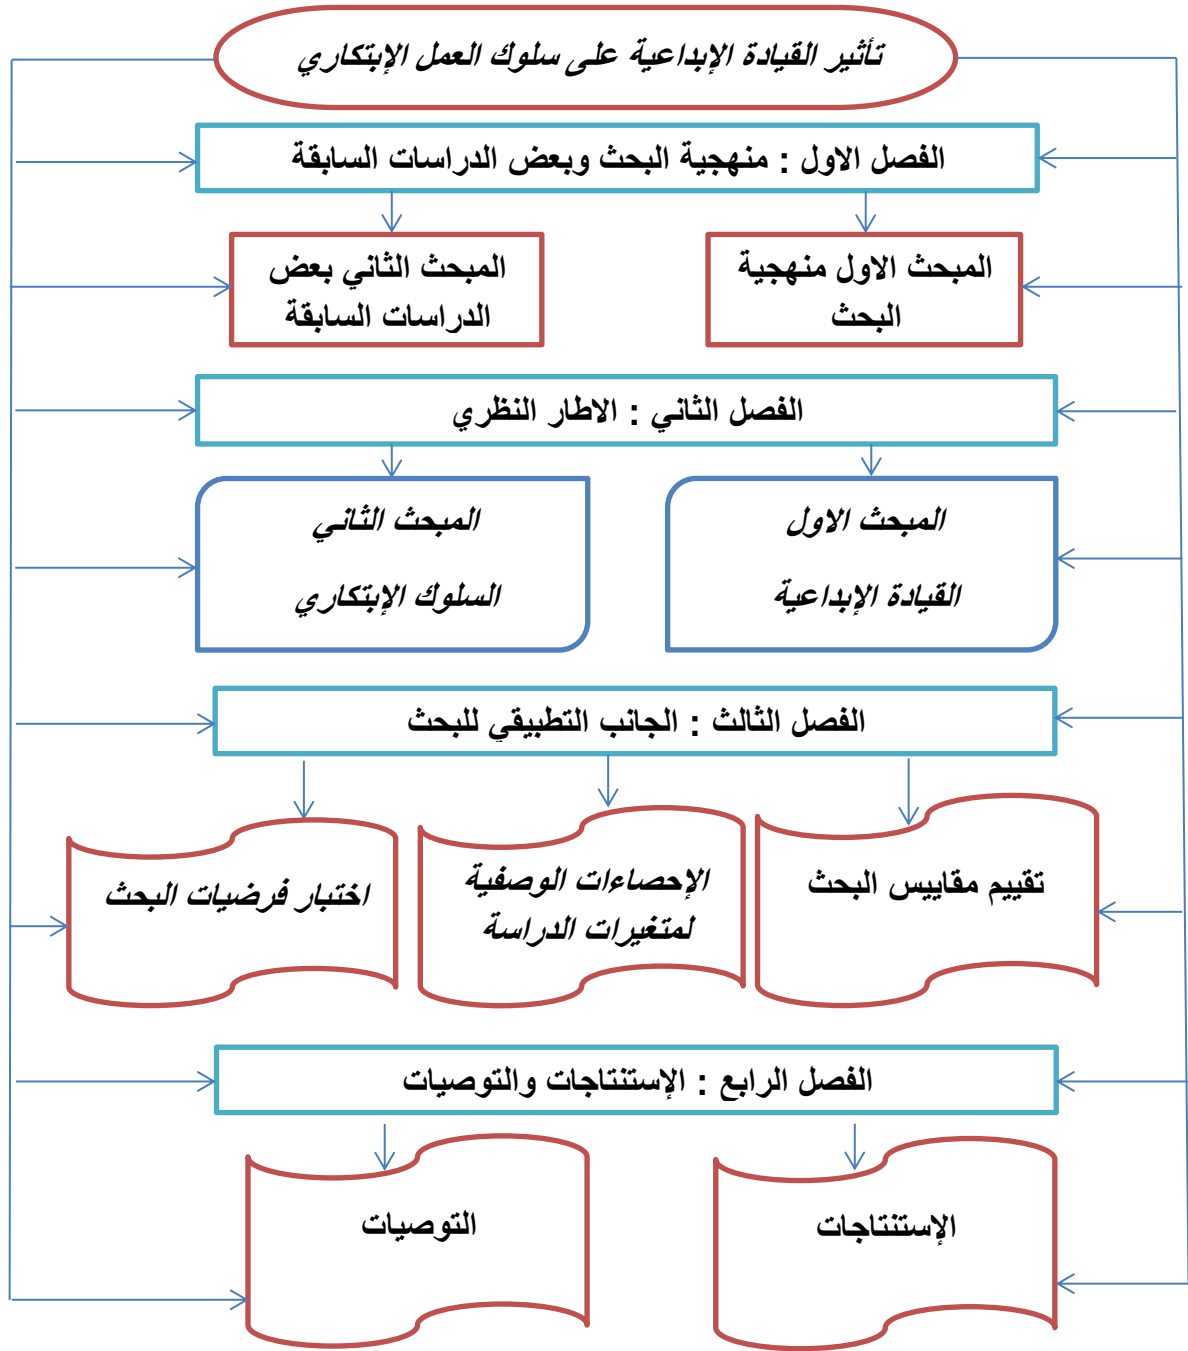 تأثير القيادة الإبداعية على سلوك العمل الإبتكاري
الفصل الاول : منهجية البحث وبعض الدراسات السابقة
المبحث الاول منهجية
البحث
المبحث الثاني بعض
الدراسات السابقة
الفصل الثاني : الاطار النظري
المبحث الاول
القيادة الإبداعية
المبحث الثاني
السلوك الإبتكاري
الفصل الثالث : الجانب التطبيقي للبحث
تقييم مقاييس البحث
الإحصاءات الوصفية
لمتغيرات الدراسة
اختبار فرضيات البحث
الفصل الرابع : الإستنتاجات والتوصيات
الإستنتاجات
التوصيات